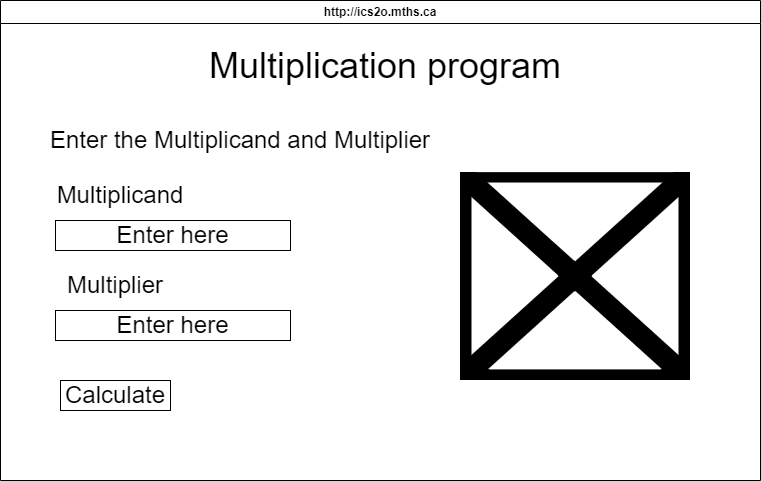 http://ics2o.mths.ca
Multiplication program
Enter the Multiplicand and Multiplier
Multiplicand
Enter here
Multiplier
Enter here
Calculate